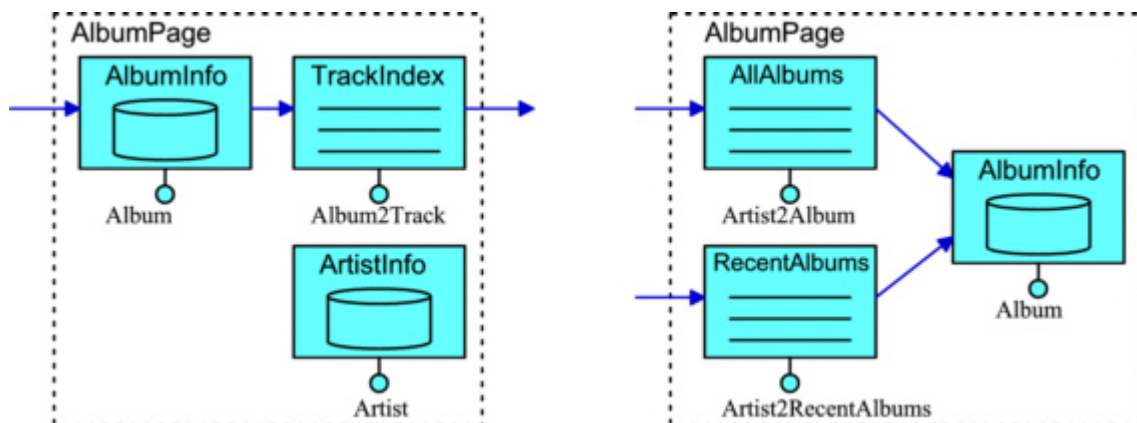 AlbumPage
AlbumInfo
TrackIndex
Album
Album2Track
ArtistInfo
Artist
AlbumPage
AllAlbums
Artist2Album
AlbumInfo
Album
RecentAlbums
Artist2RecentAlbums